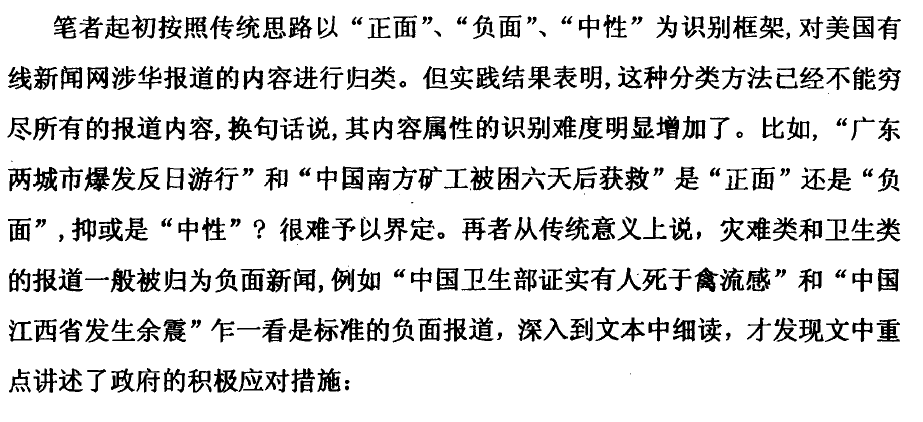 笔者起初按照传统思路以“正面”、“负面”、“中性”为识别框架,对美国有
线新闻网涉华报道的内容进行归类。但实践结果表明,这种分类方法已经不能穷
尽所有的报道内容,换句话说,其内容属性的识别难度明显增加了。比如,“广东
两城市爆发反日游行”和“中国南方矿工被困六天后获救”是“正面”还是“负
面”,抑或是“中性”?很难予以界定。再者从传统意义上说,灾难类和卫生类
的报道一般被归为负面新闻,例如“中国卫生部证实有人死于禽流感”和“中国
江西省发生余震”乍一看是标准的负面报道，深入到文本中细读，才发现文中重
点讲述了政府的积极应对措施：